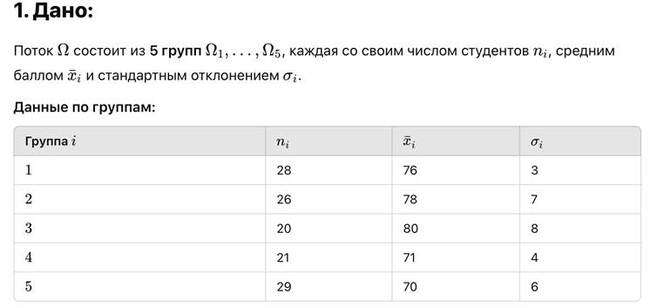 1. Дано:
Поток Ω состоит из 5 групп Ω₁, . . . , Ω₅, каждая со своим числом студентов nᵢ, средним
баллом x̄ᵢ и стандартным отклонением σᵢ.
Данные по группам:
Группа i nᵢ x̄ᵢ σᵢ
1 28 76 3
2 26 78 7
3 20 80 8
4 21 71 4
5 29 70 6